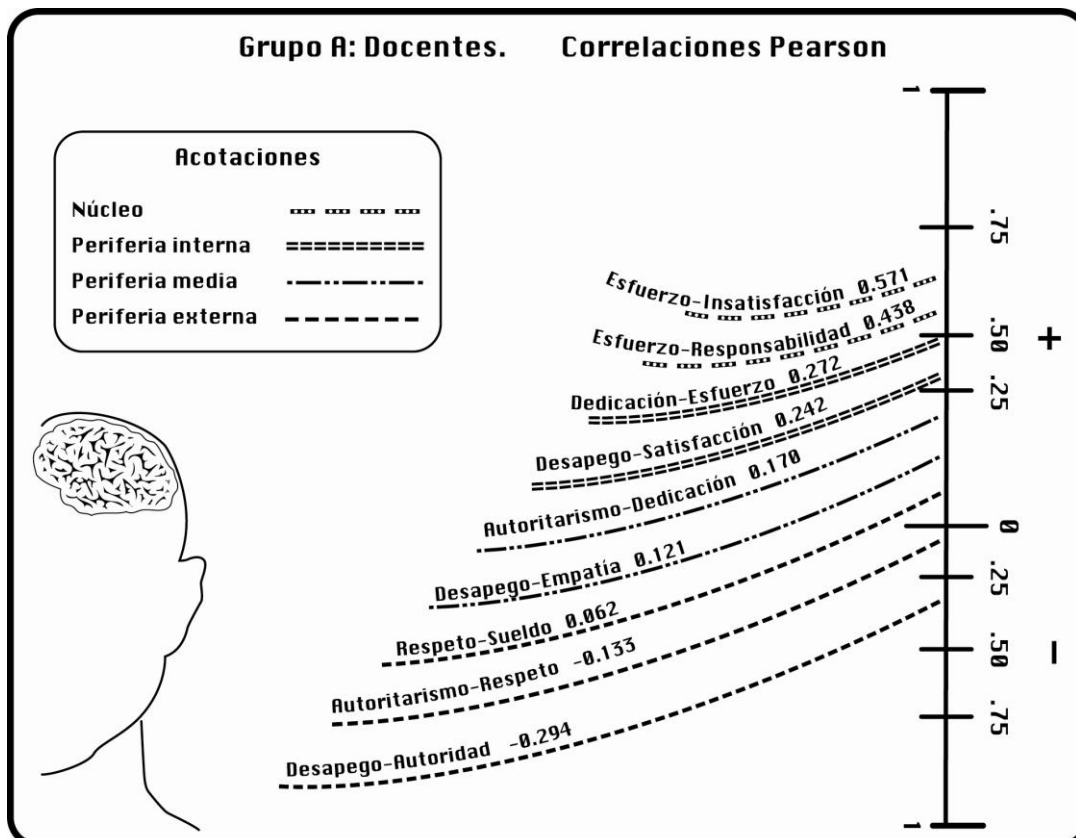 Grupo A: Docentes. Correlaciones Pearson
Acotaciones
Núcleo
Periferia interna
Periferia media
Periferia externa
Esfuerzo-Insatisfacción 0.571
Esfuerzo-Responsabilidad 0.438
Dedicación-Esfuerzo 0.272
Desapego-Satisfacción 0.242
Autoritarismo-Dedicación 0.170
Desapego-Empatía 0.121
Respeto-Sueldo 0.062
Autoritarismo-Respeto -0.133
Desapego-Autoridad -0.294
1
.75
.50
+
.25
0
.25
.50
-
.75
1